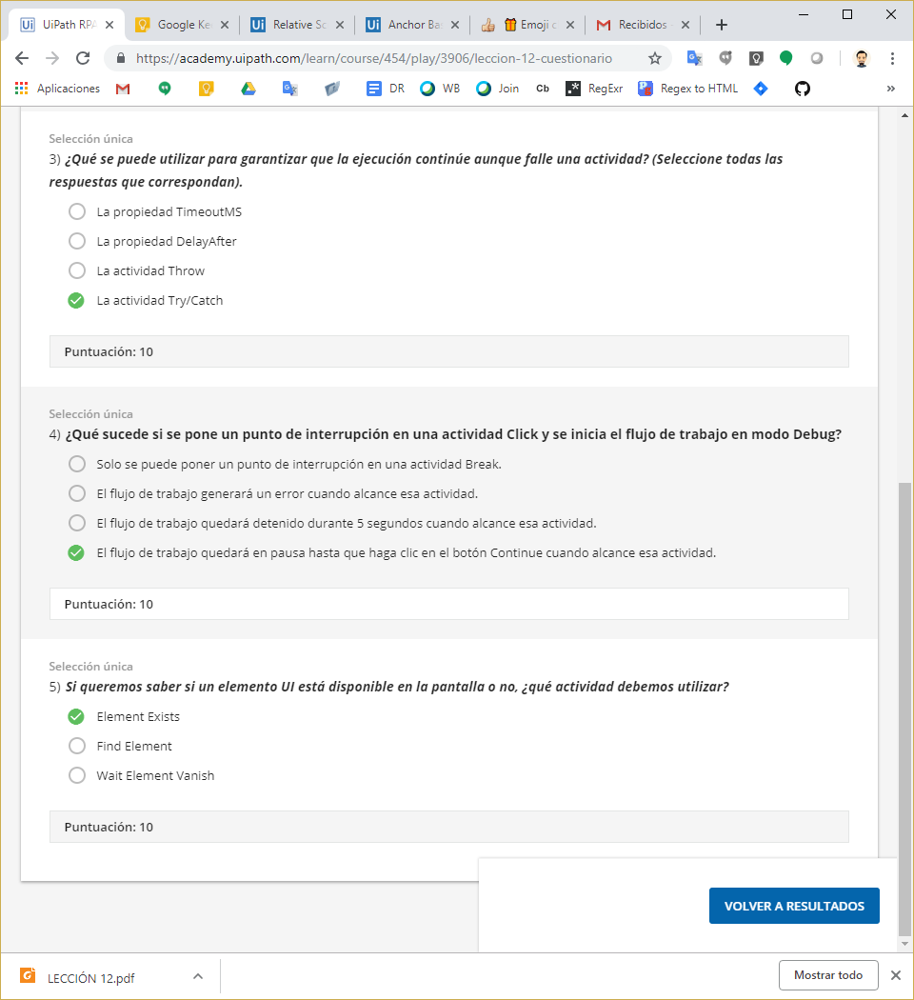 UiPath RPA
Google Ke
Relative Sc
Anchor Ba
Emoji c
Recibidos
https://academy.uipath.com/learn/course/454/play/3906/leccion-12-cuestionario
Aplicaciones
DR
WB
Join
Cb
RegExr
Regex to HTML
»
Selección única
3) ¿Qué se puede utilizar para garantizar que la ejecución continúe aunque falle una actividad? (Seleccione todas las
respuestas que correspondan).
La propiedad TimeoutMS
La propiedad DelayAfter
La actividad Throw
La actividad Try/Catch
Puntuación: 10
Selección única
4) ¿Qué sucede si se pone un punto de interrupción en una actividad Click y se inicia el flujo de trabajo en modo Debug?
Solo se puede poner un punto de interrupción en una actividad Break.
El flujo de trabajo generará un error cuando alcance esa actividad.
El flujo de trabajo quedará detenido durante 5 segundos cuando alcance esa actividad.
El flujo de trabajo quedará en pausa hasta que haga clic en el botón Continue cuando alcance esa actividad.
Puntuación: 10
Selección única
5) Si queremos saber si un elemento UI está disponible en la pantalla o no, ¿qué actividad debemos utilizar?
Element Exists
Find Element
Wait Element Vanish
Puntuación: 10
VOLVER A RESULTADOS
LECCIÓN 12.pdf
Mostrar todo